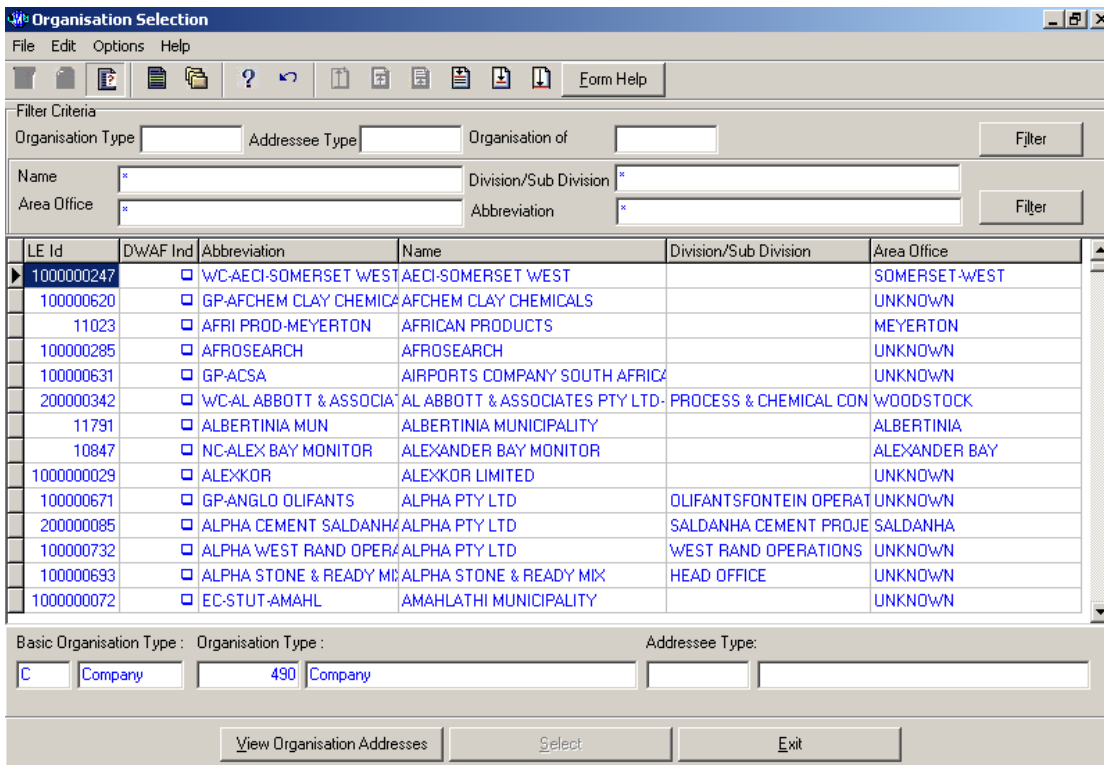 Organisation Selection
File Edit Options Help
? Form Help
Filter Criteria
Organisation Type Addressee Type Organisation of Filter
Name * Division/Sub Division *
Area Office * Abbreviation * Filter
LE Id DWAF Ind Abbreviation Name Division/Sub Division Area Office
1000000247 WC-AECI-SOMERSET WEST AECI-SOMERSET WEST SOMERSET-WEST
100000620 GP-AFCHEM CLAY CHEMICA AFCHEM CLAY CHEMICALS UNKNOWN
11023 AFRI PROD-MEYERTON AFRICAN PRODUCTS MEYERTON
100000285 AFROSEARCH AFROSEARCH UNKNOWN
100000631 GP-ACSA AIRPORTS COMPANY SOUTH AFRICA UNKNOWN
200000342 WC-AL ABBOTT & ASSOCIAT AL ABBOTT & ASSOCIATES PTY LTD- PROCESS & CHEMICAL CON WOODSTOCK
11791 ALBERTINIA MUN ALBERTINIA MUNICIPALITY ALBERTINIA
10847 NC-ALEX BAY MONITOR ALEXANDER BAY MONITOR ALEXANDER BAY
1000000029 ALEXKOR ALEXKOR LIMITED UNKNOWN
100000671 GP-ANGLO OLIFANTS ALPHA PTY LTD OLIFANTSFONTEIN OPERAT UNKNOWN
200000085 ALPHA CEMENT SALDANHA ALPHA PTY LTD SALDANHA CEMENT PROJE SALDANHA
100000732 ALPHA WEST RAND OPERA ALPHA PTY LTD WEST RAND OPERATIONS UNKNOWN
100000693 ALPHA STONE & READY MIX ALPHA STONE & READY MIX HEAD OFFICE UNKNOWN
1000000072 EC-STUT-AMAHL AMAHLATHI MUNICIPALITY UNKNOWN
Basic Organisation Type : Organisation Type : Addressee Type:
C Company 490 Company
View Organisation Addresses Select Exit